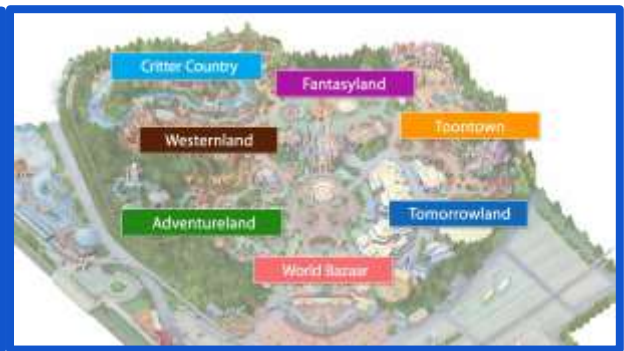 Critter Country
Fantasyland
Toontown
Westernland
Tomorrowland
Adventureland
World Bazaar